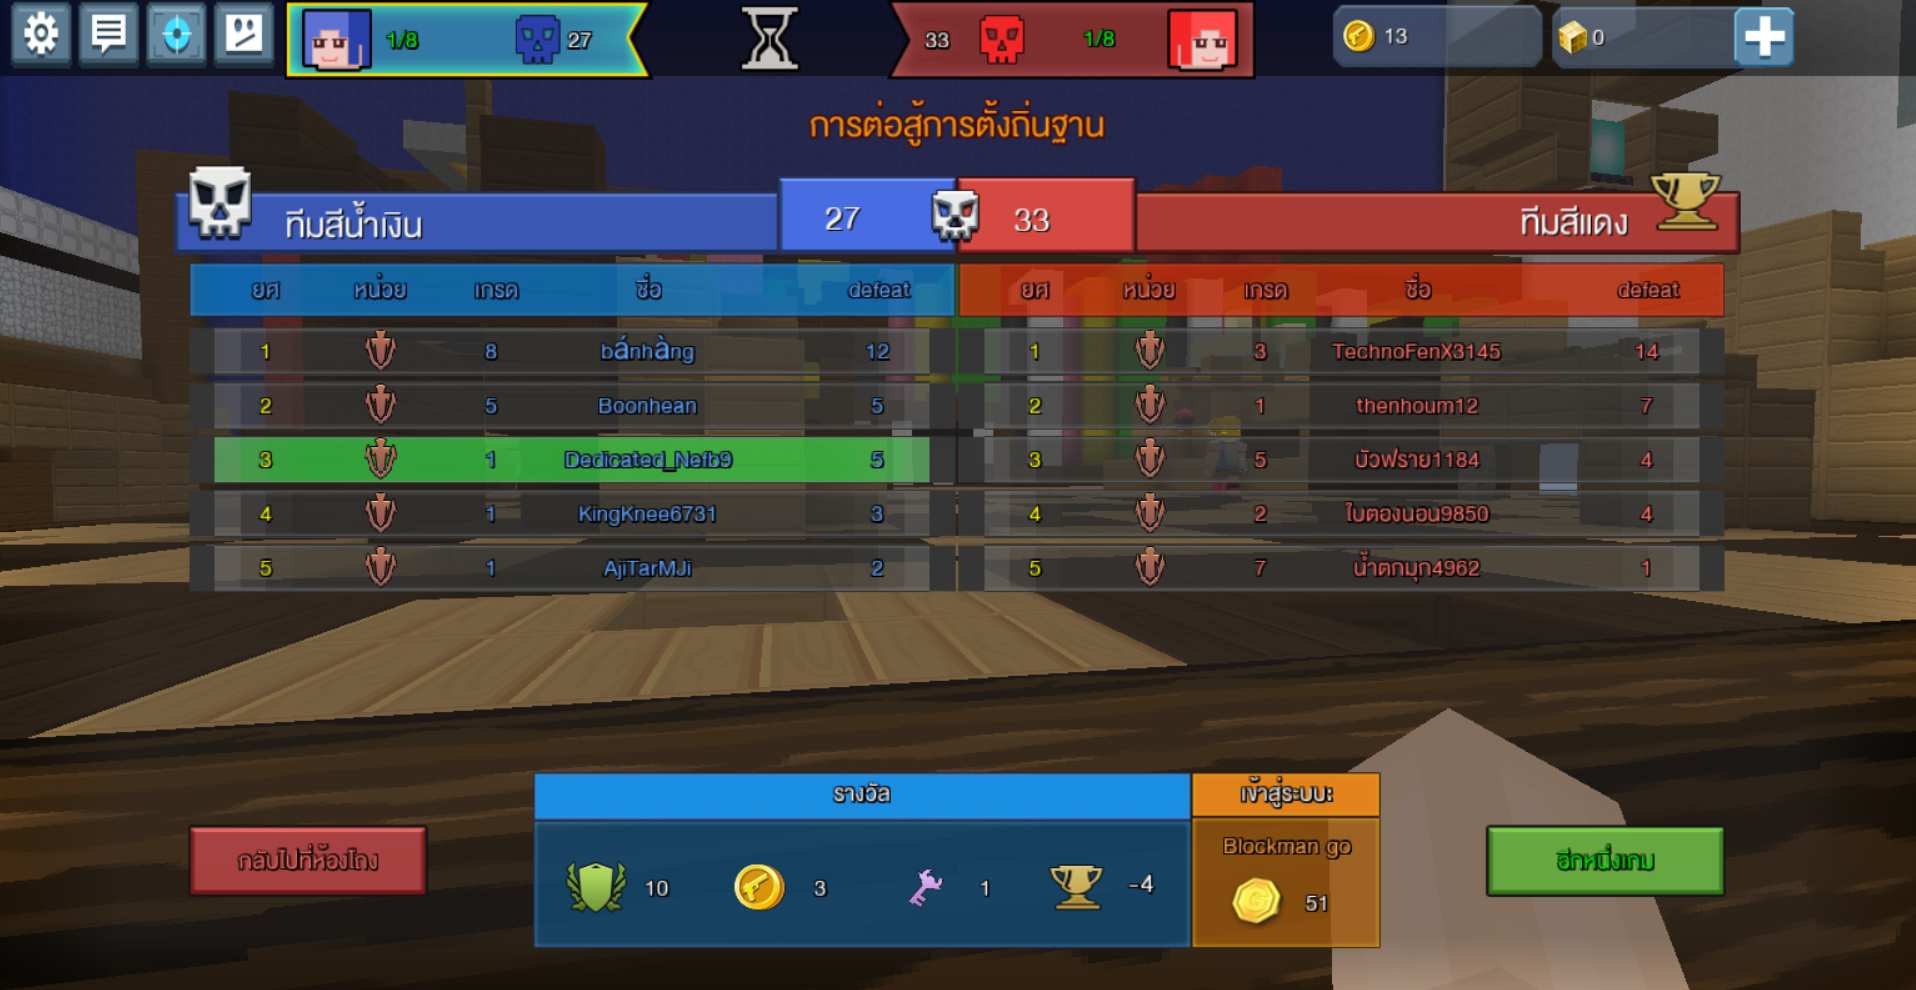 1/8 27 33 1/8 13 0
การต่อสู้การตั้งถิ่นฐาน
ทีมสีน้ำเงิน 27 33 ทีมสีแดง
ยศ หน่วย เกรด ชื่อ defeat ยศ หน่วย เกรด ชื่อ defeat
1 8 bánhàng 12 1 3 TechnoFenX3145 14
2 5 Boonhean 5 2 1 thenhoum12 7
3 1 Dedicated_Nafb9 5 3 5 บัวฟราย1184 4
4 1 KingKnee6731 3 4 2 ใบตองนอน9850 4
5 1 AjiTarMJi 2 5 7 น้ำตกมุก4962 1
รางวัล เข้าสู่ระบบ:
กลับไปที่ห้องโถง 10 3 1 -4 Blockman go 51 อีกหนึ่งเกม